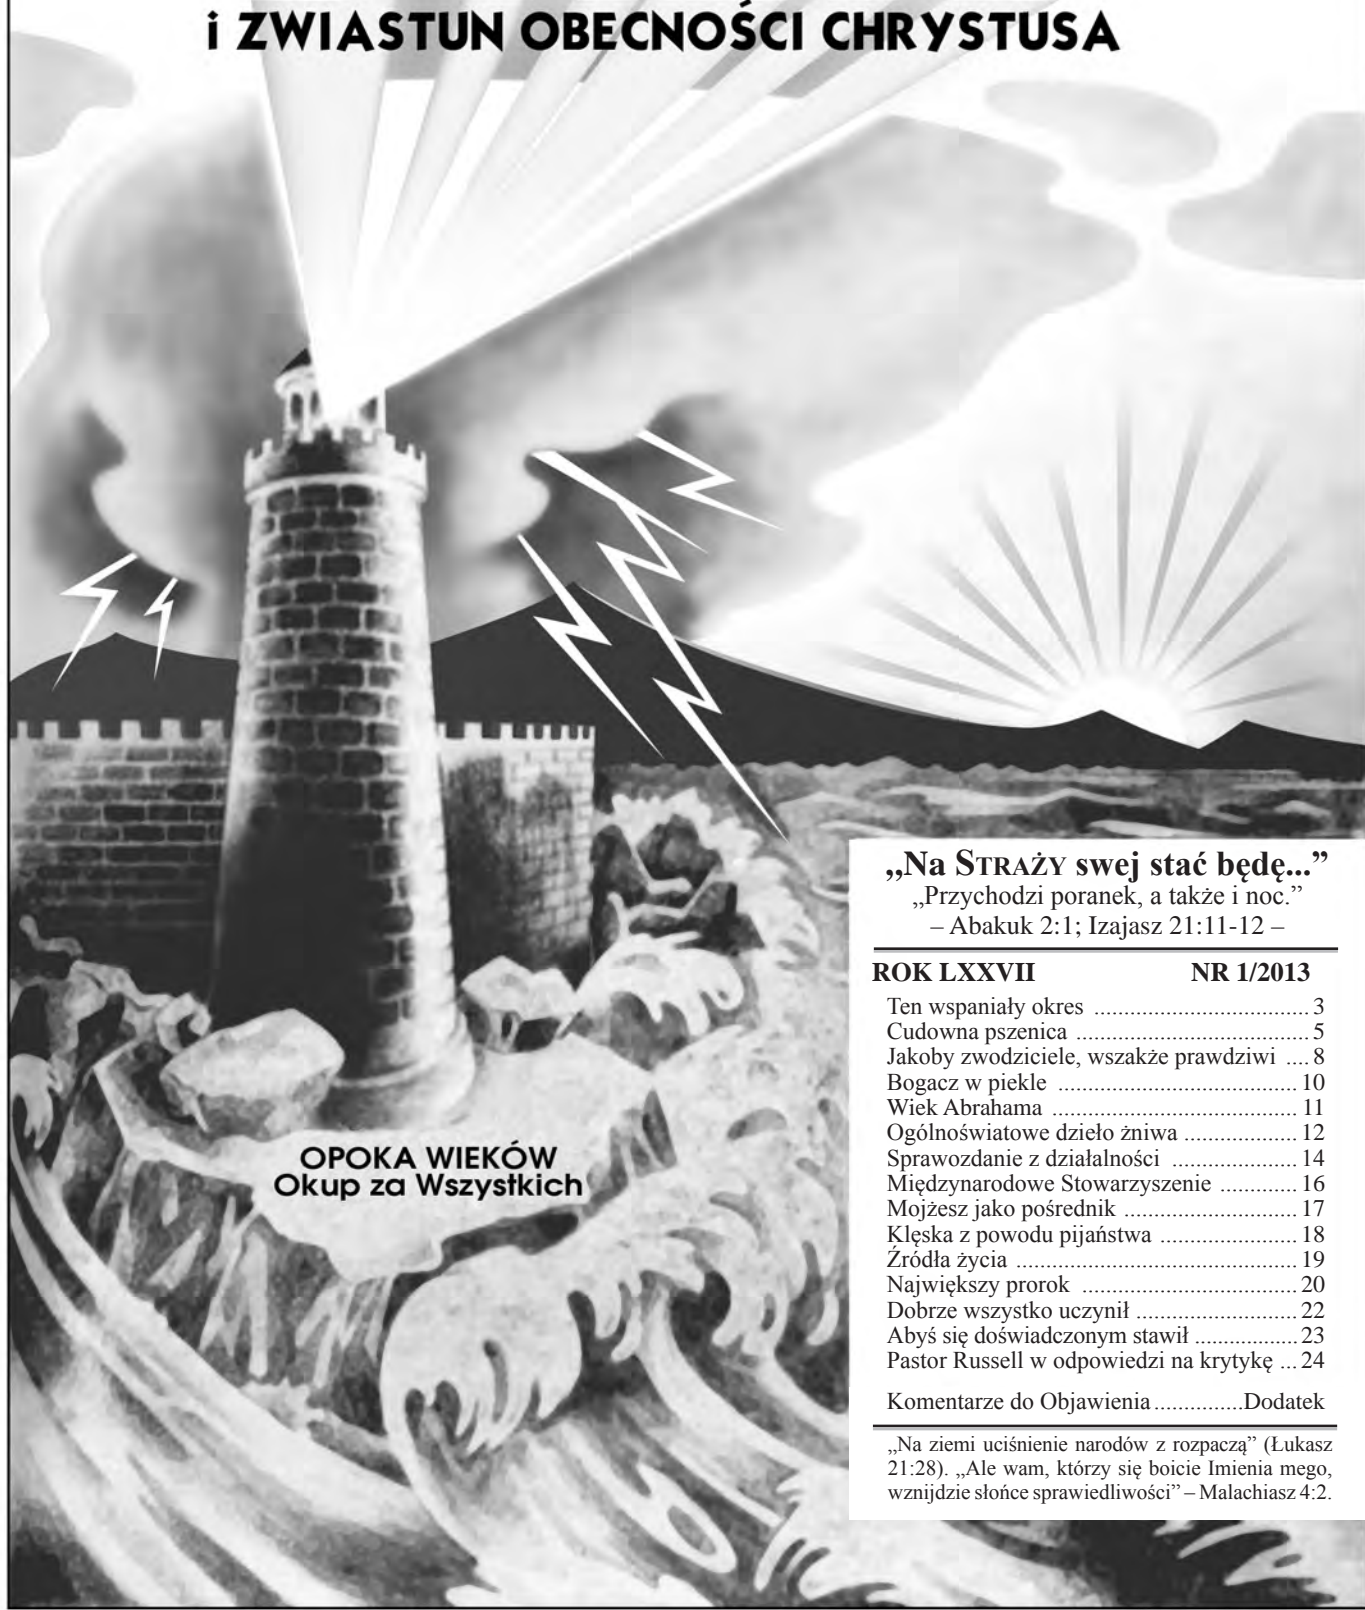 i ZWIASTUN OBECNOŚCI CHRYSTUSA
OPOKA WIEKÓW
Okup za Wszystkich
„Na STRAŻY swej stać będę...”
„Przychodzi poranek, a także i noc.”
– Abakuk 2:1; Izajasz 21:11-12 –
ROK LXXVII NR 1/2013
Ten wspaniały okres .................................. 3
Cudowna pszenica ..................................... 5
Jakoby zwodziciele, wszakże prawdziwi .... 8
Bogacz w piekle ...................................... 10
Wiek Abrahama ....................................... 11
Ogólnoświatowe dzieło żniwa .................. 12
Sprawozdanie z działalności .................... 14
Międzynarodowe Stowarzyszenie ............ 16
Mojżesz jako pośrednik ............................ 17
Klęska z powodu pijaństwa ...................... 18
Źródła życia ............................................. 19
Największy prorok .................................. 20
Dobrze wszystko uczynił .......................... 22
Abyś się doświadczonym stawił ................ 23
Pastor Russell w odpowiedzi na krytykę ... 24
Komentarze do Objawienia ............... Dodatek
„Na ziemi uciśnienie narodów z rozpaczą” (Łukasz
21:28). „Ale wam, którzy się boicie Imienia mego,
wznijdzie słońce sprawiedliwości” – Malachiasz 4:2.